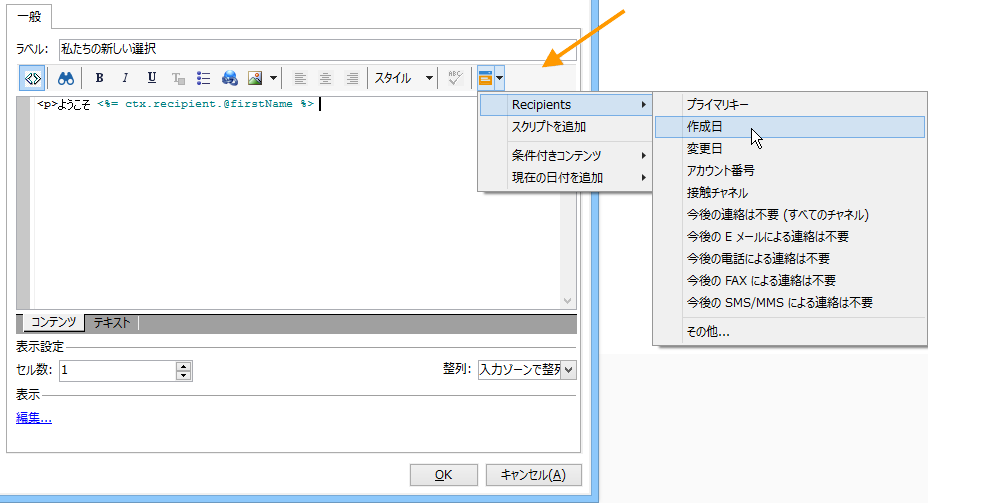 一般
ラベル: 私たちの新しい選択
B I U スタイル ABC
<p>ようこそ <%= ctx.recipient.@firstName %>
Recipients
スクリプトを追加
条件付きコンテンツ
現在の日付を追加
プライマリキー
作成日
変更日
アカウント番号
接触チャネル
今後の連絡は不要 (すべてのチャネル)
今後の E メールによる連絡は不要
今後の電話による連絡は不要
今後の FAX による連絡は不要
今後の SMS/MMS による連絡は不要
その他...
コンテンツ テキスト
表示設定
セル数: 1 整列: 入力ゾーンで整列
表示
編集...
OK キャンセル(A)